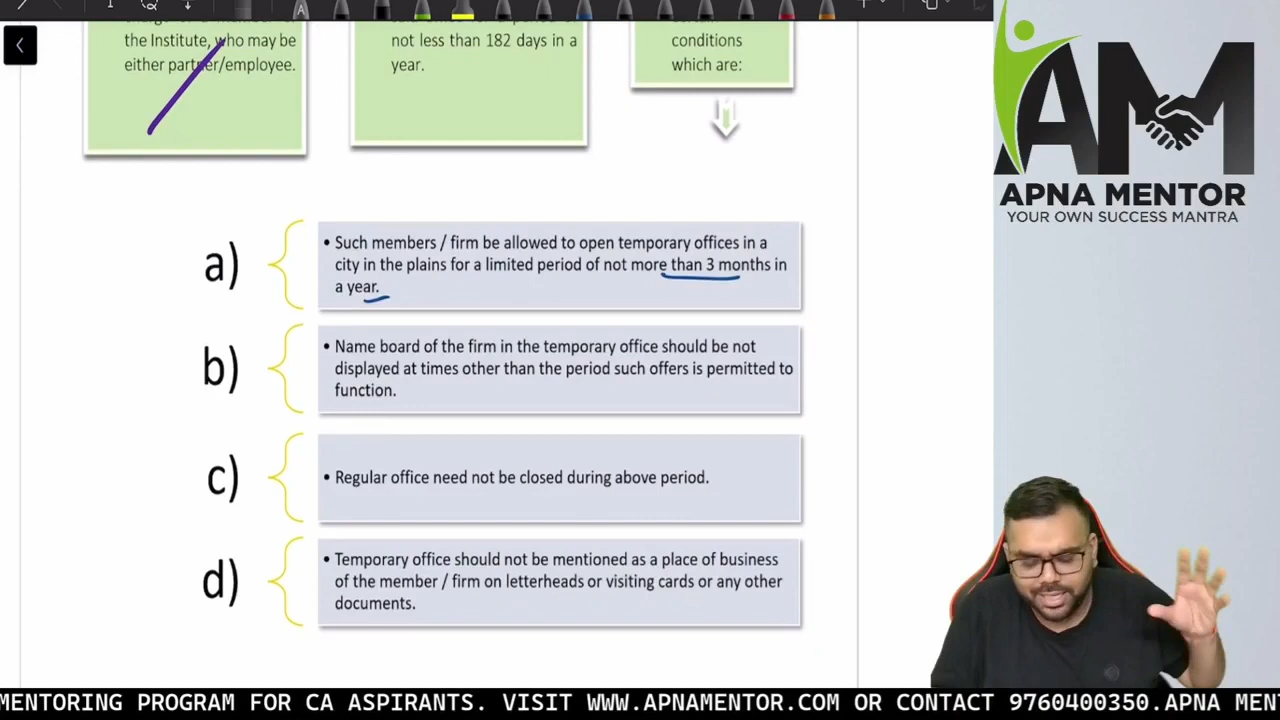 the Institute, who may be
either partner/employee.
not less than 182 days in a
year.
conditions
which are:
a)
• Such members / firm be allowed to open temporary offices in a
city in the plains for a limited period of not more than 3 months in
a year.
b)
• Name board of the firm in the temporary office should be not
displayed at times other than the period such offers is permitted to
function.
c)
• Regular office need not be closed during above period.
d)
• Temporary office should not be mentioned as a place of business
of the member / firm on letterheads or visiting cards or any other
documents.
AM
APNA MENTOR
YOUR OWN SUCCESS MANTRA
MENTORING PROGRAM FOR CA ASPIRANTS. VISIT WWW.APNAMENTOR.COM OR CONTACT 9760400350.APNA MEN